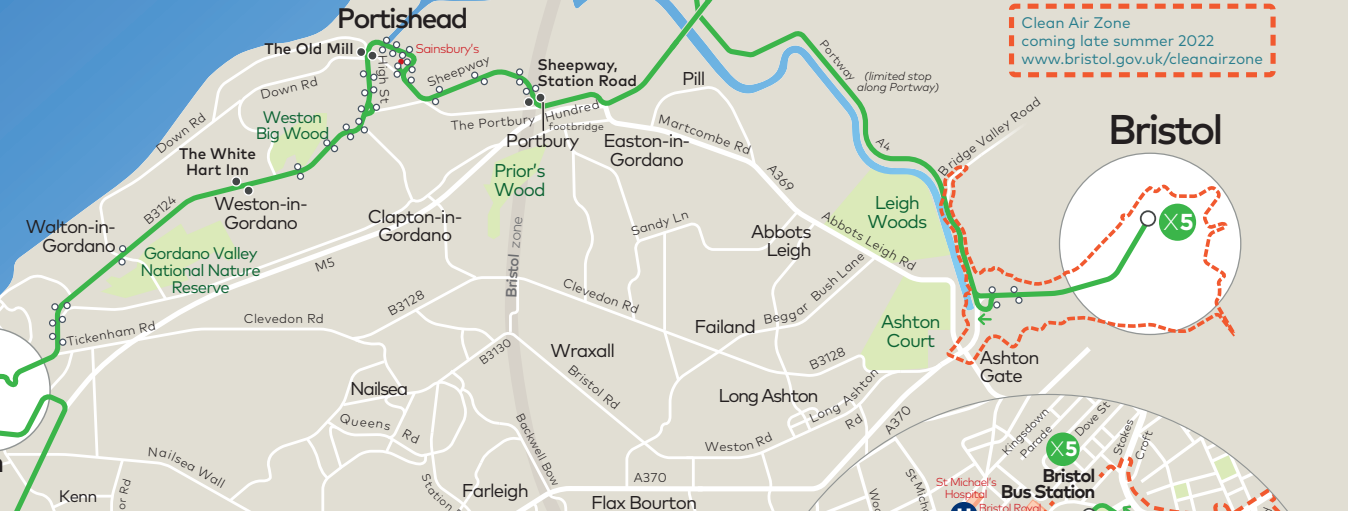 Portishead
The Old Mill
High St
Sainsbury's
Sheepway
Sheepway,
Station Road
Down Rd
Down Rd
Weston
Big Wood
The White
Hart Inn
Weston-in-
Gordano
B3124
Walton-in-
Gordano
Gordano Valley
National Nature
Reserve
Tickenham Rd
Clevedon Rd
M5
The Portbury Hundred
footbridge
Portbury
Prior's
Wood
Clapton-in-
Gordano
Bristol zone
Easton-in-
Gordano
Pill
Martcombe Rd
A369
Portway
(limited stop
along Portway)
A4
Bridge Valley Road
Clean Air Zone
coming late summer 2022
www.bristol.gov.uk/cleanairzone
Bristol
X5
Leigh
Woods
Abbots Leigh Rd
Abbots
Leigh
Sandy Ln
Beggar Bush Lane
Clevedon Rd
Failand
Ashton
Court
Ashton
Gate
B3128
B3128
B3130
Wraxall
Bristol Rd
Nailsea
Queens Rd
Long Ashton
Long Ashton
Rd
A370
Weston Rd
A370
Backwell Bow
Nailsea Wall
Kenn
or Rd
Station
Farleigh
Flax Bourton
Kingsdown
Parade
Dove St
Stokes
Croft
X5
Bristol
Bus Station
St Michael's
Hospital
Bristol Royal
St Mich
H